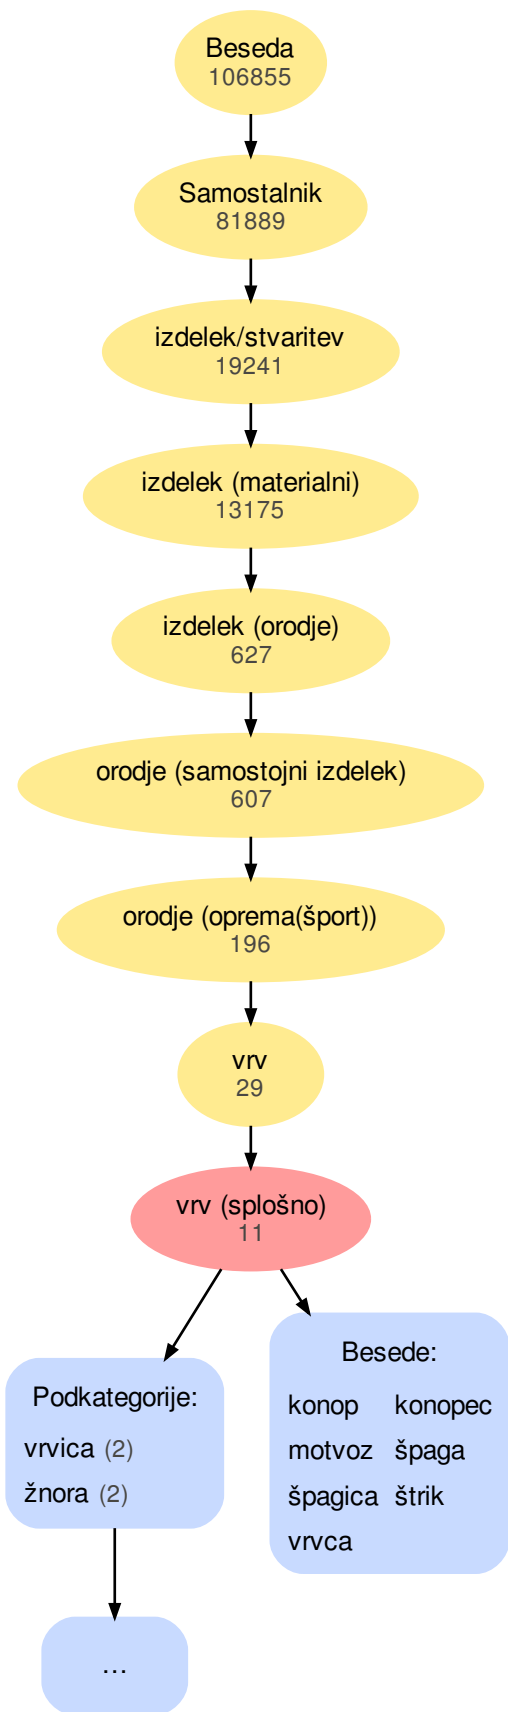 Beseda
106855
Samostalnik
81889
izdelek/stvaritev
19241
izdelek (materialni)
13175
izdelek (orodje)
627
orodje (samostojni izdelek)
607
orodje (oprema(šport))
196
vrv
29
vrv (splošno)
11
Podkategorije:
vrvica (2)
žnora (2)
...
Besede:
konop konopec
motvoz špaga
špagica štrik
vrvca